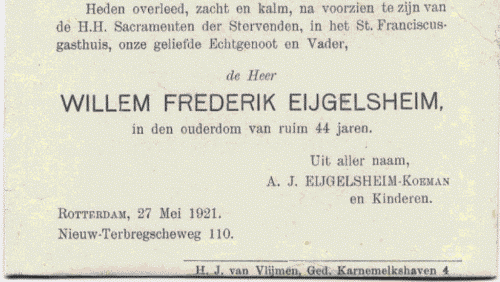 Heden overleed, zacht en kalm, na voorzien te zijn van
de H.H. Sacramenten der Stervenden, in het St. Franciscus-
gasthuis, onze geliefde Echtgenoot en Vader,
de Heer
WILLEM FREDERIK EIJGELSHEIM,
in den ouderdom van ruim 44 jaren.
Uit aller naam,
A. J. EIJGELSHEIM-KOEMAN
en Kinderen.
ROTTERDAM, 27 Mei 1921.
Nieuw-Terbregscheweg 110.
H. J. van Vlijmen, Ged. Karnemelkshaven 4